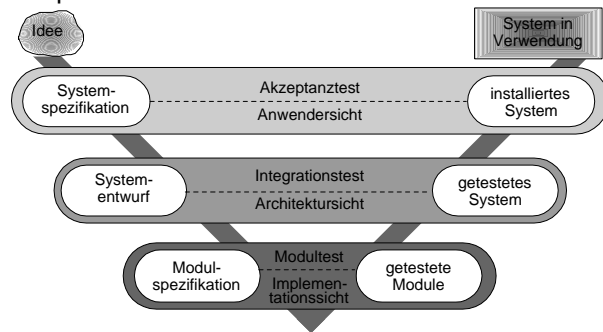 Idee
System in
Verwendung
System-
spezifikation
Akzeptanztest
Anwendersicht
installiertes
System
System-
entwurf
Integrationstest
Architektursicht
getestetes
System
Modul-
spezifikation
Modultest
Implemen-
tationssicht
getestete
Module